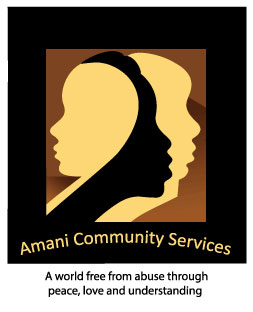 Amani Community Services
A world free from abuse through
peace, love and understanding